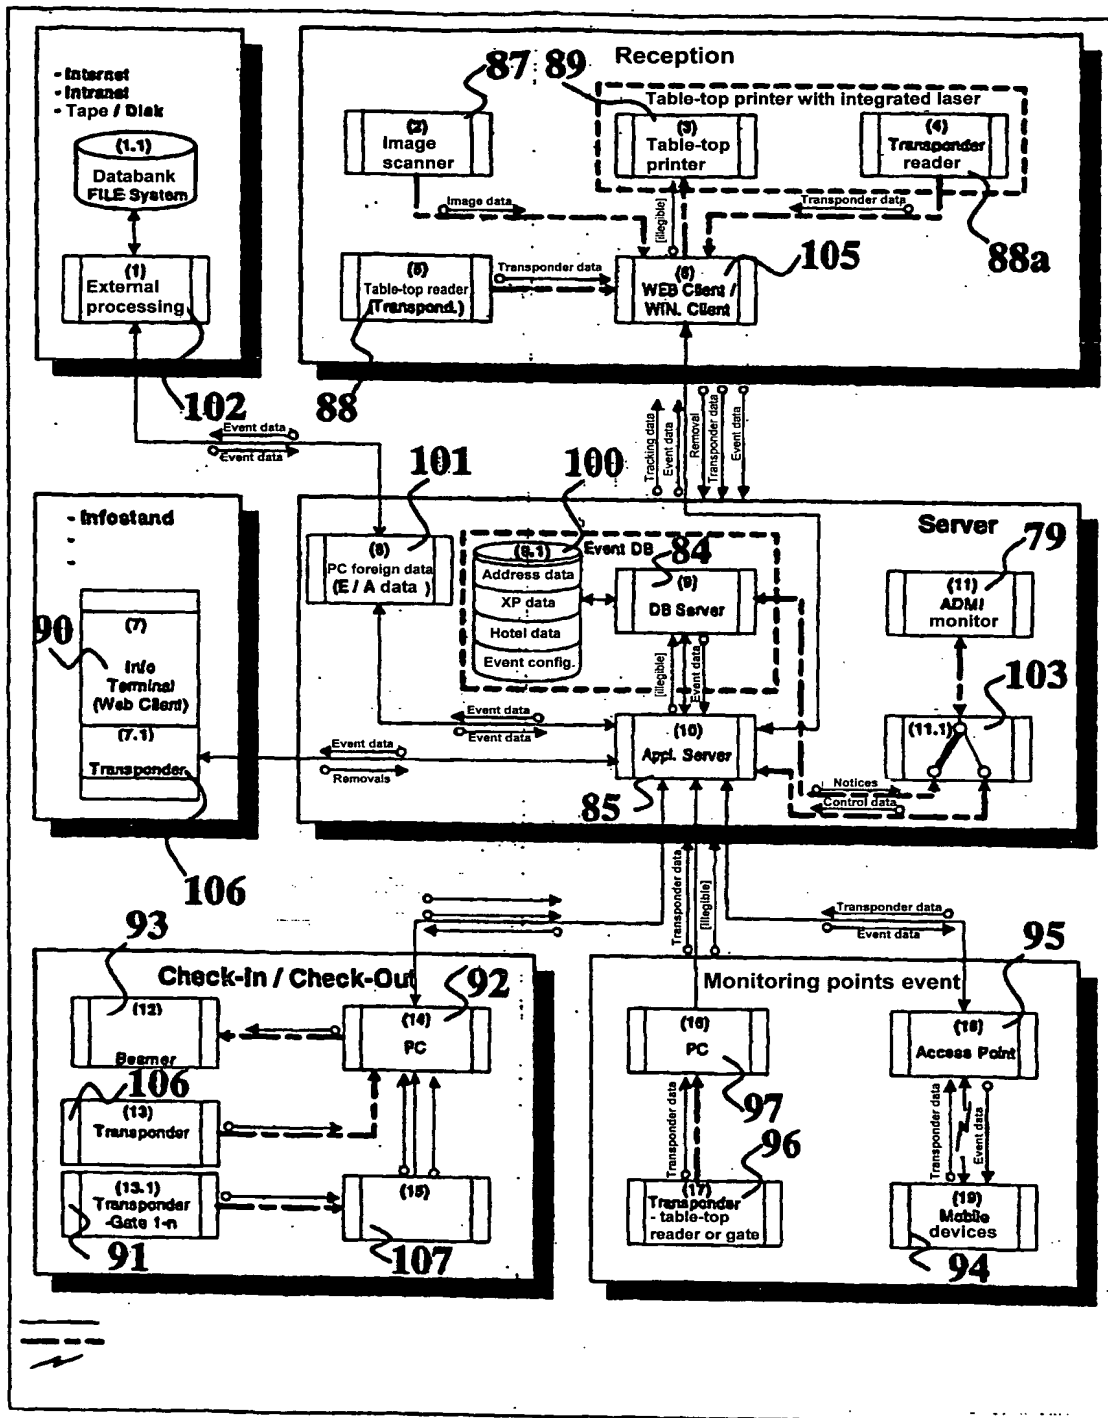 - Internet
- Intranet
- Tape / Disk
(1.1)
Databank
FILE System
(1)
External
processing
102
Reception
87
89
Table-top printer with integrated laser
(2)
Image
scanner
(3)
Table-top
printer
(4)
Transponder
reader
Image data
[illegible]
Transponder data
88a
105
(5)
Table-top reader
(Transpond.)
Transponder data
(6)
WEB Client /
WIN. Client
88
Event data
Event data
Tracking data
Event data
Removal
Transponder data
Event data
- Infostand
-
-
90
(7)
Info
Terminal
(Web Client)
(7.1)
Transponder
106
Server
101
100
(8)
PC foreign data
(E / A data )
(9.1)
Event DB
Address data
XP data
Hotel data
Event config.
84
(9)
DB Server
79
(11)
ADMI
monitor
[illegible]
Event data
103
(11.1)
Event data
Event data
(10)
Appl. Server
85
Event data
Removals
Notices
Control data
Transponder data
[illegible]
Transponder data
Event data
Check-In / Check-Out
93
92
(12)
Beamer
(14)
PC
106
(13)
Transponder
(13.1)
Transponder
-Gate 1-n
91
(15)
107
Monitoring points event
95
(16)
PC
97
(18)
Access Point
Transponder data
96
(17)
Transponder
- table-top
reader or gate
Transponder data
Event data
(19)
Mobile
devices
94